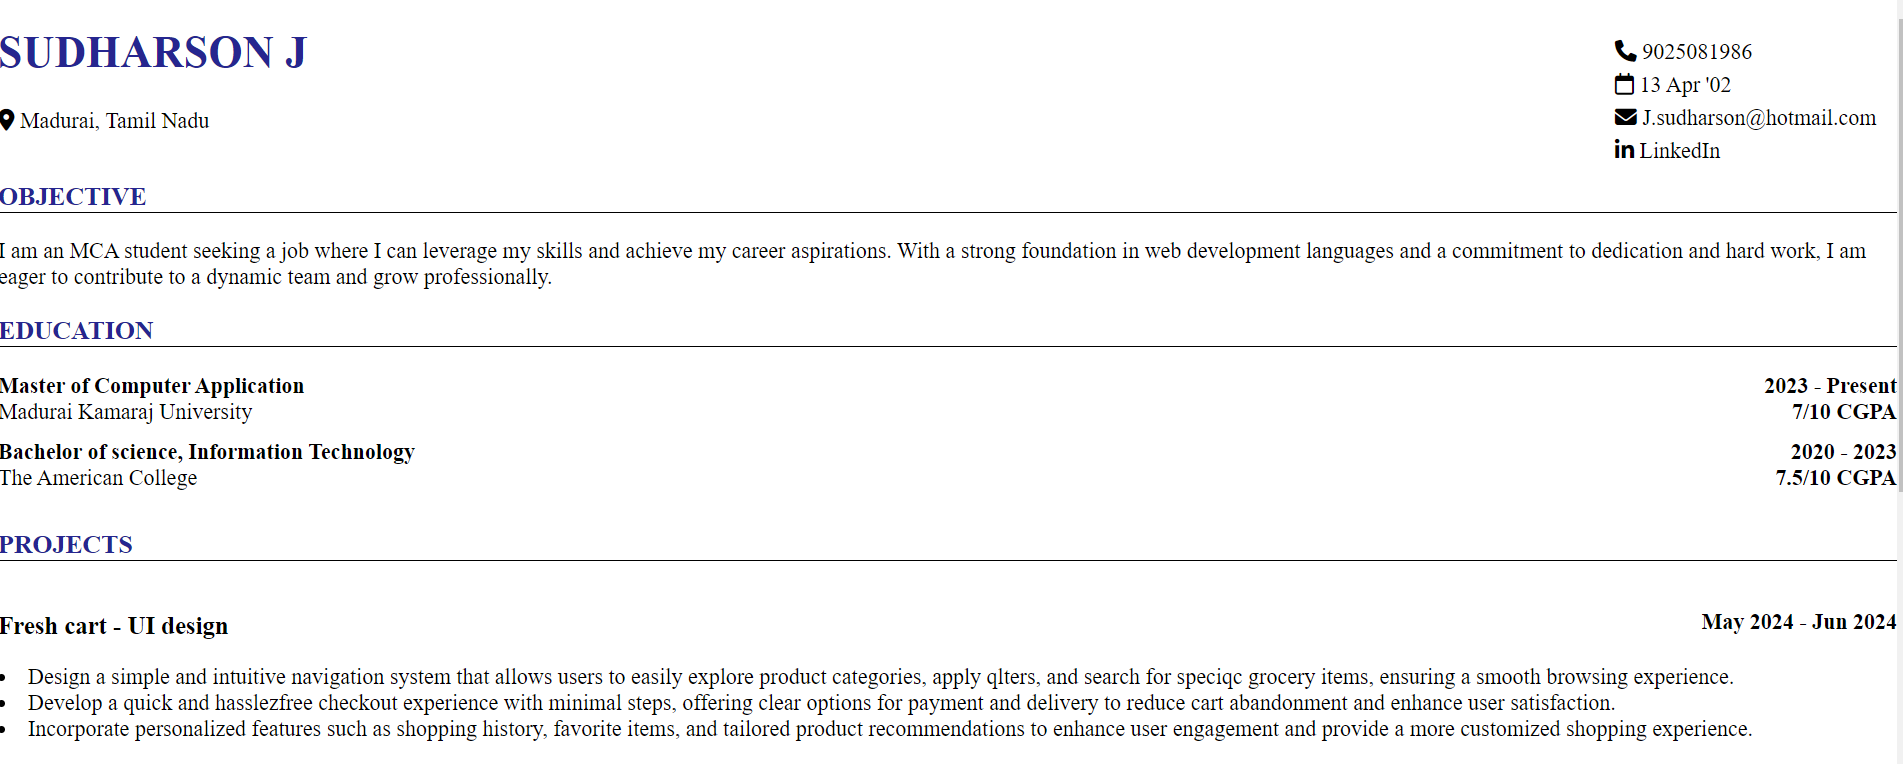 SUDHARSON J
Madurai, Tamil Nadu
9025081986
13 Apr '02
J.sudharson@hotmail.com
LinkedIn
OBJECTIVE
I am an MCA student seeking a job where I can leverage my skills and achieve my career aspirations. With a strong foundation in web development languages and a commitment to dedication and hard work, I am
eager to contribute to a dynamic team and grow professionally.
EDUCATION
Master of Computer Application 2023 - Present
Madurai Kamaraj University 7/10 CGPA
Bachelor of science, Information Technology 2020 - 2023
The American College 7.5/10 CGPA
PROJECTS
Fresh cart - UI design May 2024 - Jun 2024
• Design a simple and intuitive navigation system that allows users to easily explore product categories, apply qlters, and search for speciqc grocery items, ensuring a smooth browsing experience.
• Develop a quick and hasslezfree checkout experience with minimal steps, offering clear options for payment and delivery to reduce cart abandonment and enhance user satisfaction.
• Incorporate personalized features such as shopping history, favorite items, and tailored product recommendations to enhance user engagement and provide a more customized shopping experience.